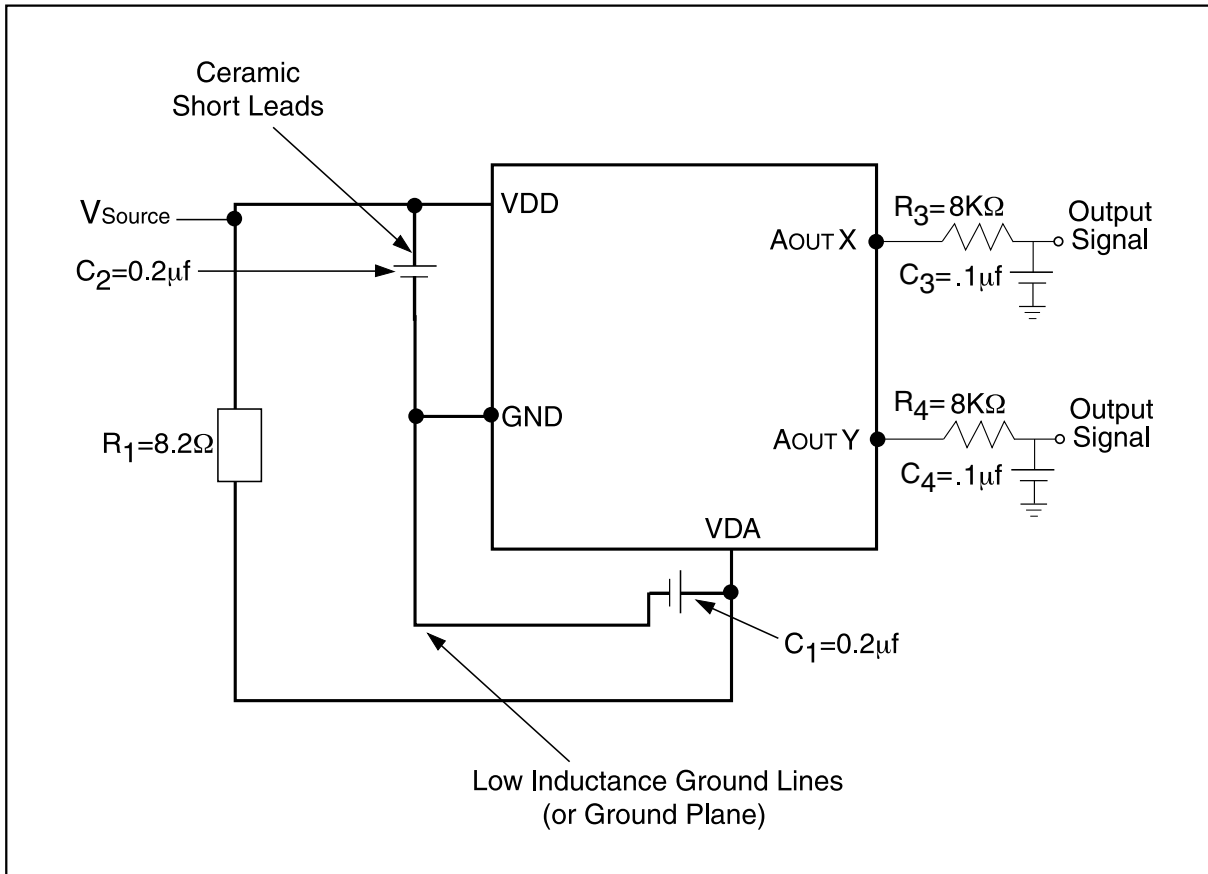 Ceramic
Short Leads
VSource
C2=0.2μf
R1=8.2Ω
VDD
GND
AOUT X
AOUT Y
VDA
R3=8KΩ
C3=.1μf
Output
Signal
R4=8KΩ
C4=.1μf
Output
Signal
C1=0.2μf
Low Inductance Ground Lines
(or Ground Plane)